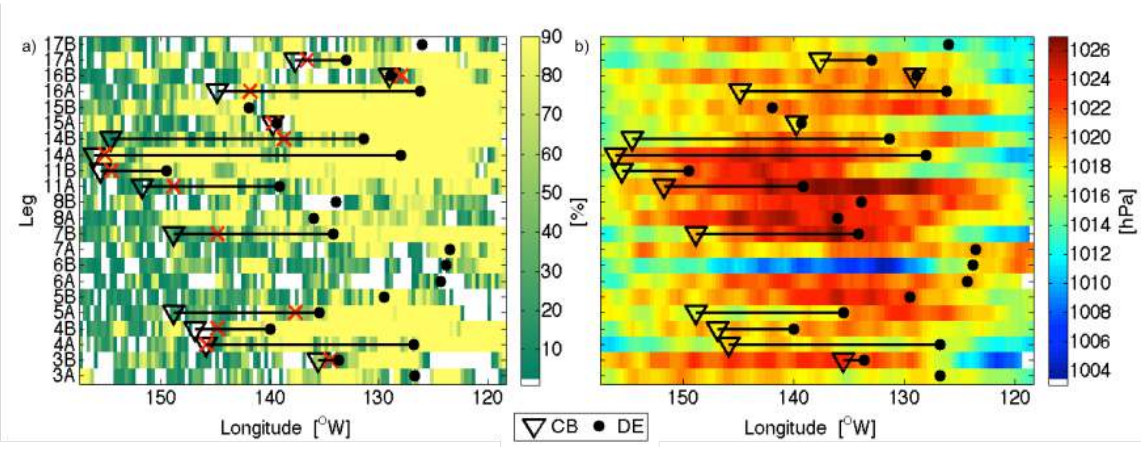 a)
Leg
17B
17A
16B
16A
15B
15A
14B
14A
11B
11A
8B
8A
7B
7A
6B
6A
5B
5A
4B
4A
3B
3A
150 140 130 120
Longitude [°W]
90
80
70
60
50
40
30
20
10
[%]
b)
150 140 130 120
Longitude [°W]
1026
1024
1022
1020
1018
1016
1014
1012
1010
1008
1006
1004
[hPa]
CB DE